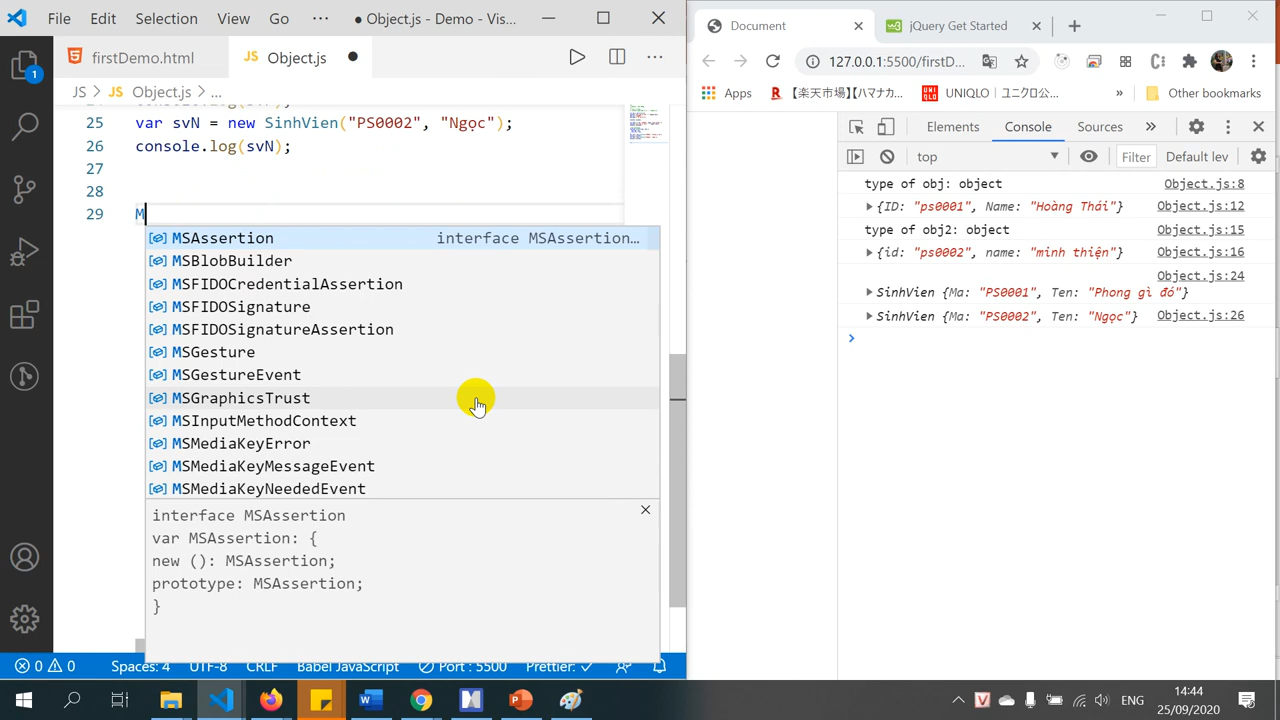 File Edit Selection View Go ··· ● Object.js - Demo - Vis...
firstDemo.html JS Object.js ●
JS > JS Object.js > ...
25 var svN = new SinhVien("PS0002", "Ngọc");
26 console.log(svN);
27
28
29 M
MSAssertion interface MSAssertion…
MSBlobBuilder
MSFIDOCredentialAssertion
MSFIDOSignature
MSFIDOSignatureAssertion
MSGesture
MSGestureEvent
MSGraphicsTrust
MSInputMethodContext
MSMediaKeyError
MSMediaKeyMessageEvent
MSMediaKeyNeededEvent
interface MSAssertion
var MSAssertion: {
new (): MSAssertion;
prototype: MSAssertion;
}
1
0 0 Spaces: 4 UTF-8 CRLF Babel JavaScript Port : 5500 Prettier: ✓
Document jQuery Get Started
127.0.0.1:5500/firstD...
Apps 【楽天市場】【ハマナカ... UNIQLO UNIQLO｜ユニクロ公... » Other bookmarks
Elements Console Sources »
top Filter Default lev
type of obj: object Object.js:8
{ID: "ps0001", Name: "Hoàng Thái"} Object.js:12
type of obj2: object Object.js:15
{id: "ps0002", name: "minh thiện"} Object.js:16
Object.js:24
SinhVien {Ma: "PS0001", Ten: "Phong gì đó"}
SinhVien {Ma: "PS0002", Ten: "Ngọc"} Object.js:26
ENG
14:44
25/09/2020